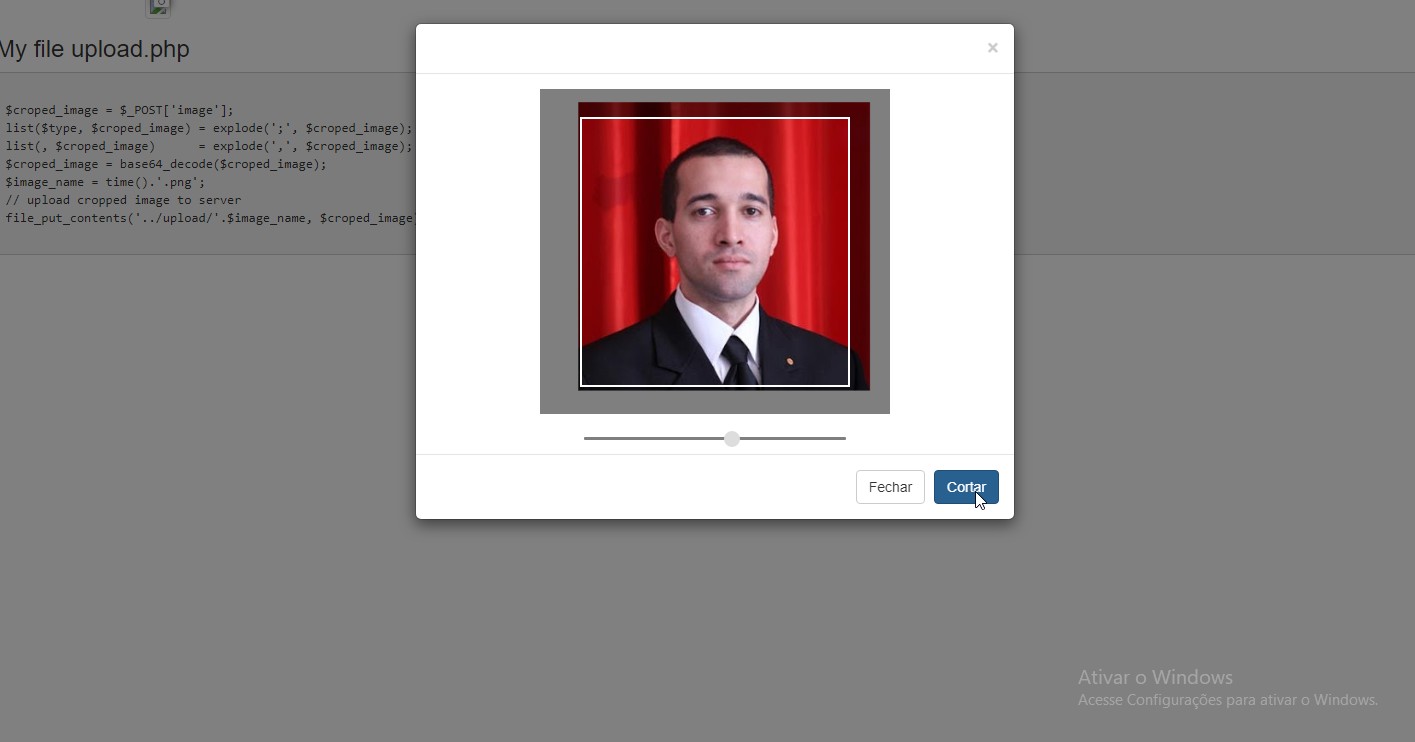 My file upload.php
$croped_image = $_POST['image'];
list($type, $croped_image) = explode(';', $croped_image);
list(, $croped_image)      = explode(',', $croped_image);
$croped_image = base64_decode($croped_image);
$image_name = time().'.png';
// upload cropped image to server
file_put_contents('../upload/'.$image_name, $croped_image)
×
Fechar
Cortar
Ativar o Windows
Acesse Configurações para ativar o Windows.